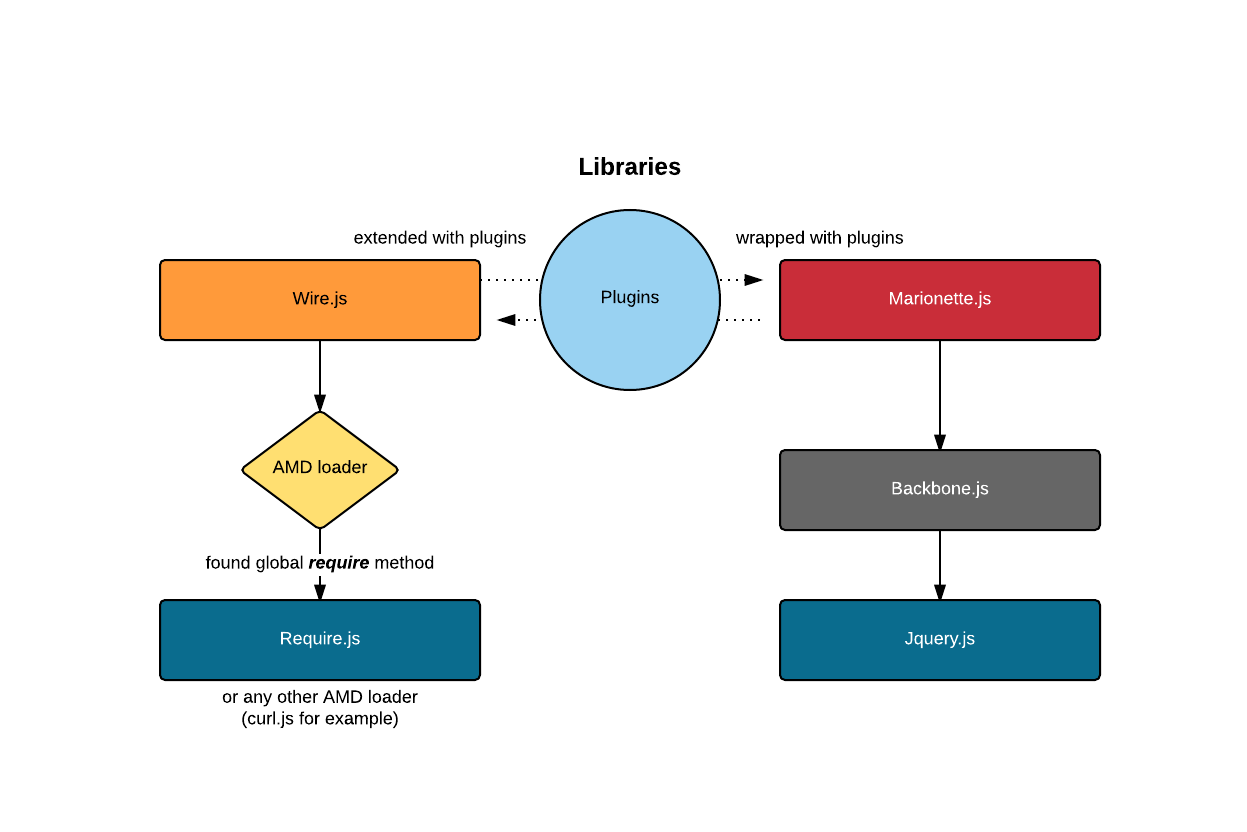 Libraries
extended with plugins
wrapped with plugins
Wire.js
Plugins
Marionette.js
AMD loader
Backbone.js
found global require method
Require.js
Jquery.js
or any other AMD loader
(curl.js for example)